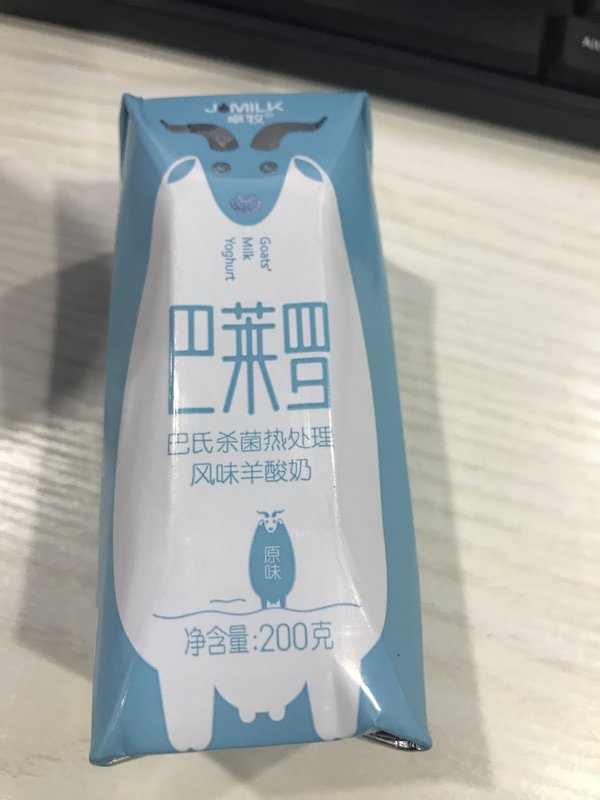 JOMILK
卓牧®
Goats'
Milk
Yoghurt
巴莱罗
巴氏杀菌热处理
风味羊酸奶
原味
净含量:200克